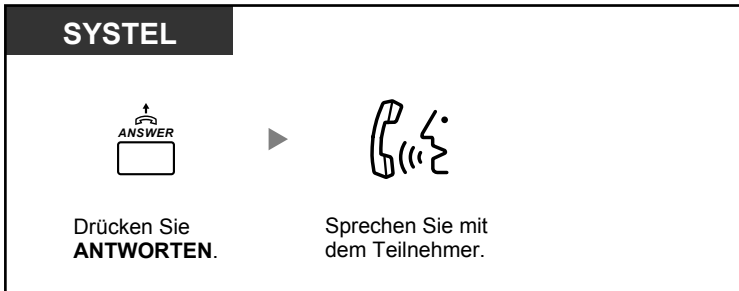 SYSTEL
ANSWER
Drücken Sie
ANTWORTEN.
Sprechen Sie mit
dem Teilnehmer.